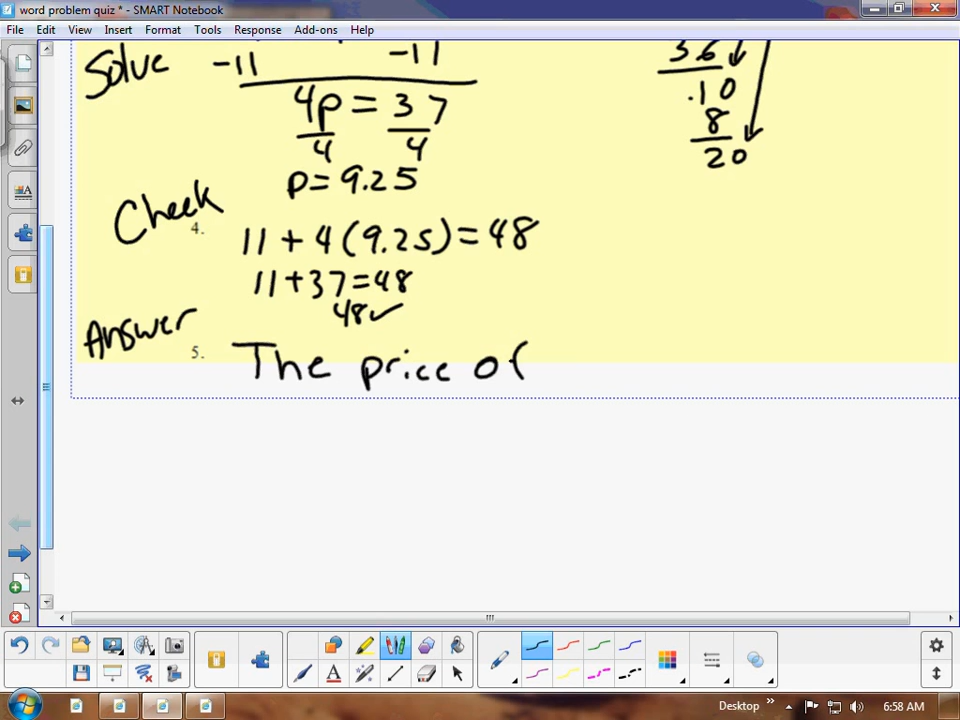 word problem quiz * - SMART Notebook
File Edit View Insert Format Tools Response Add-ons Help
Solve
-11 -11
4p = 37
4 4
p = 9.25
36
.10
8
20
Check
4.
11 + 4(9.25) = 48
11 + 37 = 48
48 ✓
Answer
5.
The price of
Desktop
6:58 AM